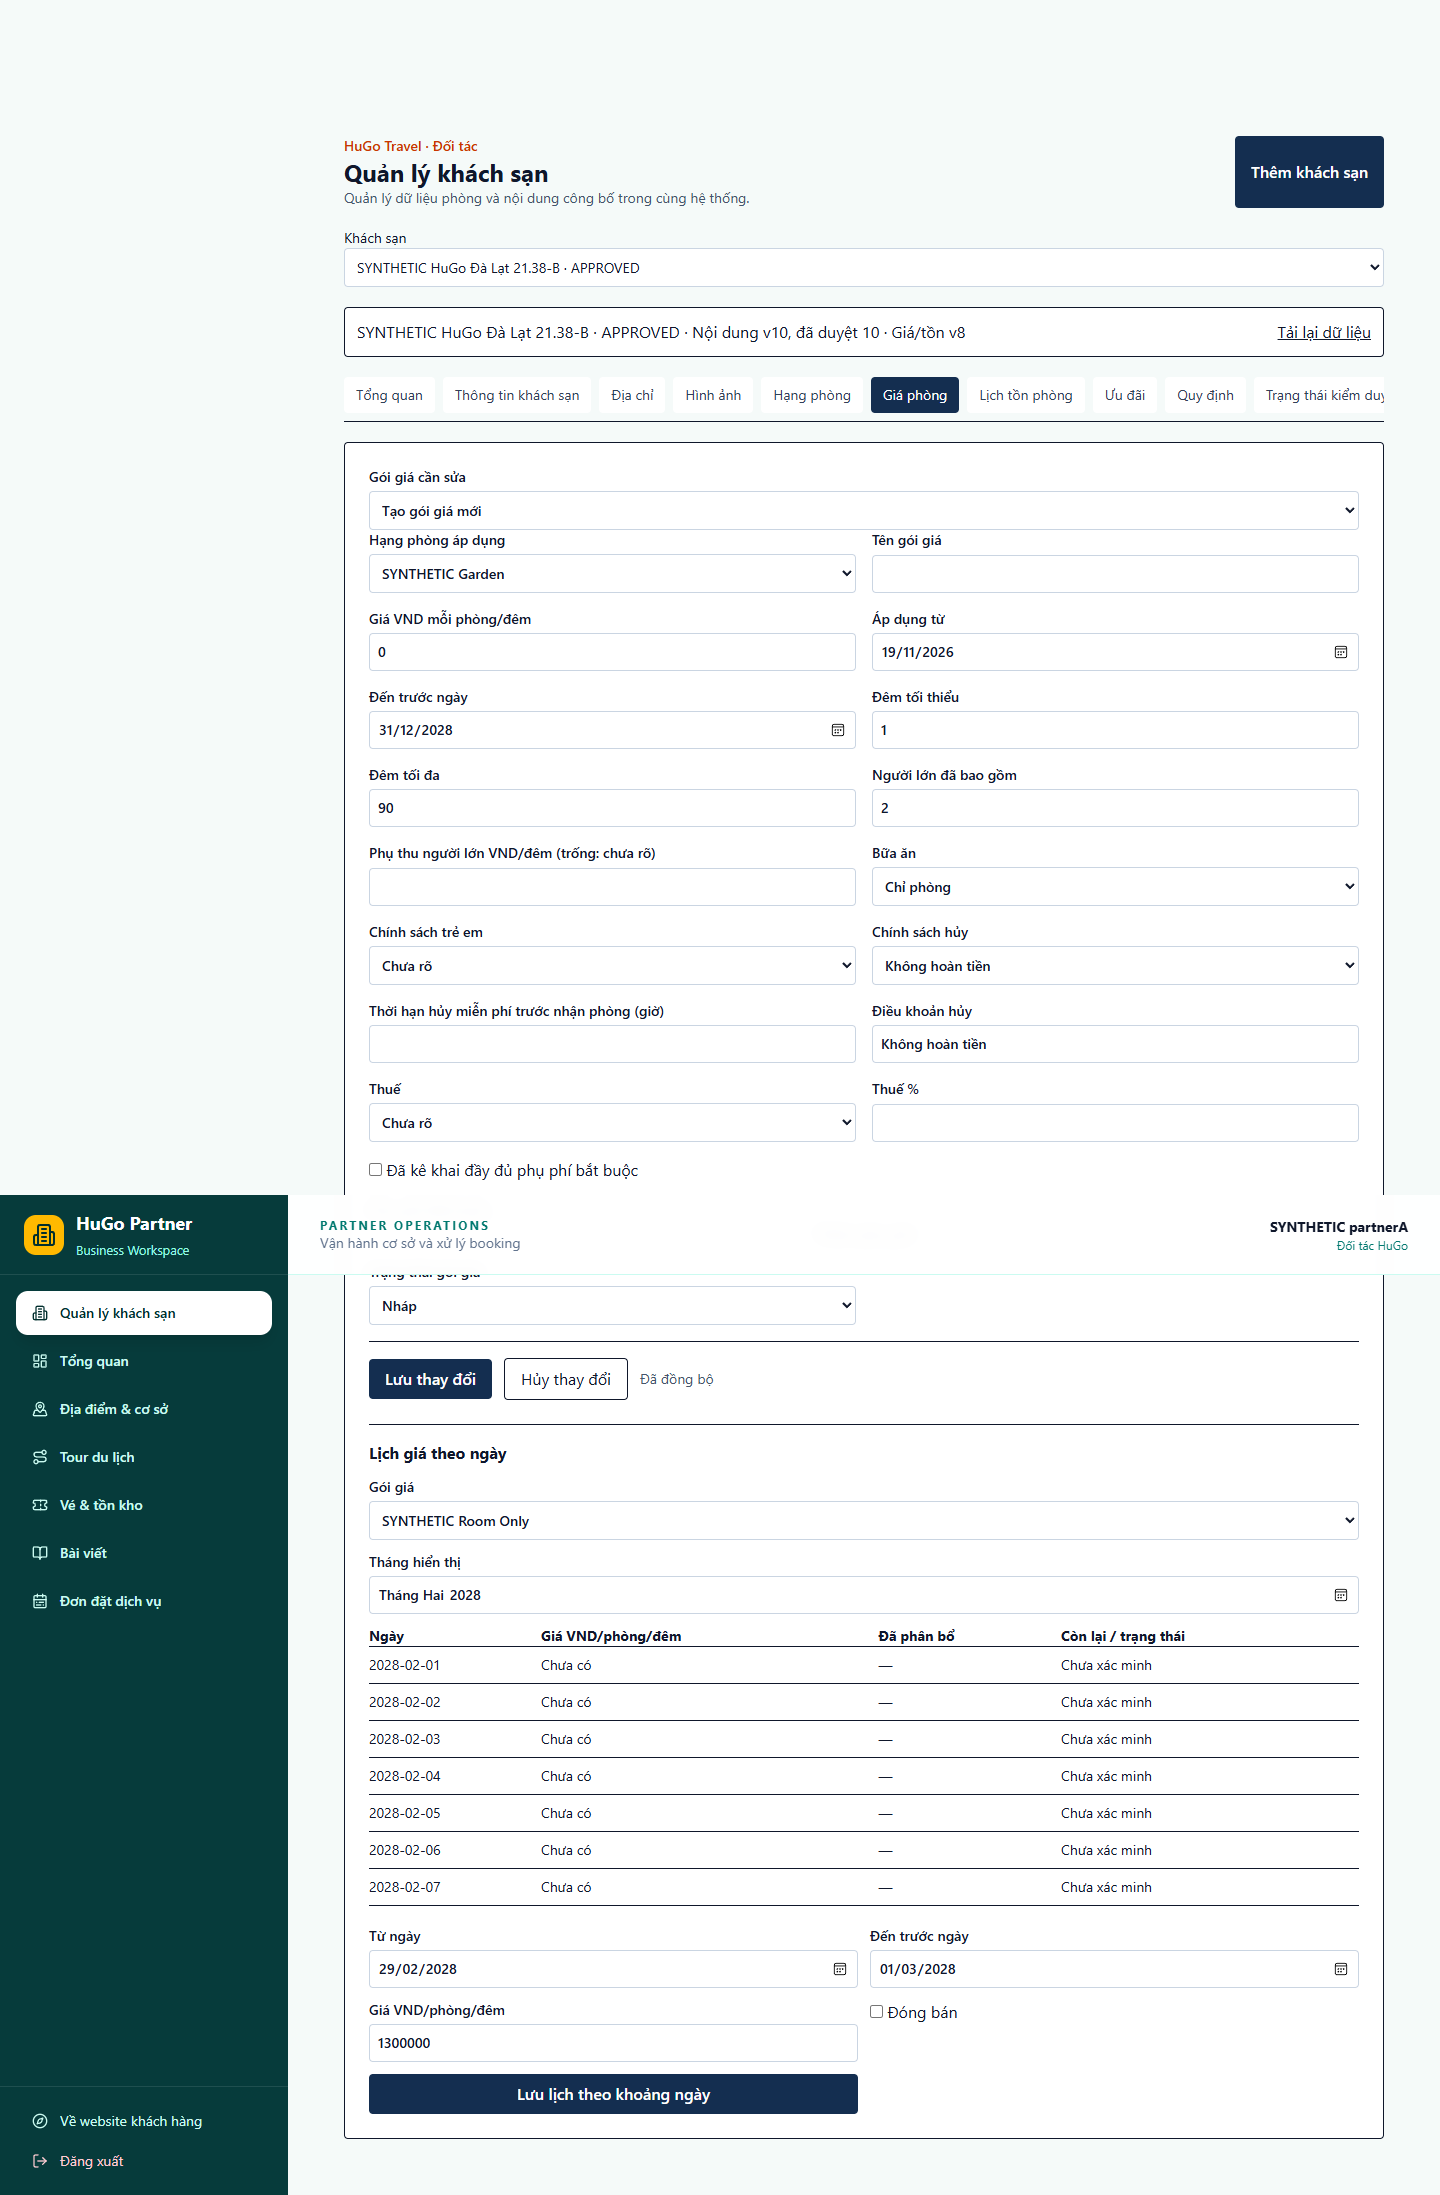 HuGo Travel · Đối tác
Quản lý khách sạn
Quản lý dữ liệu phòng và nội dung công bố trong cùng hệ thống.
Thêm khách sạn
Khách sạn
SYNTHETIC HuGo Đà Lạt 21.38-B · APPROVED
SYNTHETIC HuGo Đà Lạt 21.38-B · APPROVED · Nội dung v10, đã duyệt 10 · Giá/tồn v8
Tải lại dữ liệu
Tổng quan Thông tin khách sạn Địa chỉ Hình ảnh Hạng phòng Giá phòng Lịch tồn phòng Ưu đãi Quy định Trạng thái kiểm duy
Gói giá cần sửa
Tạo gói giá mới
Hạng phòng áp dụng
SYNTHETIC Garden
Tên gói giá
Giá VND mỗi phòng/đêm
0
Áp dụng từ
19/11/2026
Đến trước ngày
31/12/2028
Đêm tối thiểu
1
Đêm tối đa
90
Người lớn đã bao gồm
2
Phụ thu người lớn VND/đêm (trống: chưa rõ)
Bữa ăn
Chỉ phòng
Chính sách trẻ em
Chưa rõ
Chính sách hủy
Không hoàn tiền
Thời hạn hủy miễn phí trước nhận phòng (giờ)
Điều khoản hủy
Không hoàn tiền
Thuế
Chưa rõ
Thuế %
Đã kê khai đầy đủ phụ phí bắt buộc
HuGo Partner
Business Workspace
PARTNER OPERATIONS
Vận hành cơ sở và xử lý booking
SYNTHETIC partnerA
Đối tác HuGo
Quản lý khách sạn
Tổng quan
Địa điểm & cơ sở
Tour du lịch
Vé & tồn kho
Bài viết
Đơn đặt dịch vụ
Về website khách hàng
Đăng xuất
Trạng thái gói giá
Nháp
Lưu thay đổi Hủy thay đổi Đã đồng bộ
Lịch giá theo ngày
Gói giá
SYNTHETIC Room Only
Tháng hiển thị
Tháng Hai 2028
Ngày Giá VND/phòng/đêm Đã phân bổ Còn lại / trạng thái
2028-02-01 Chưa có — Chưa xác minh
2028-02-02 Chưa có — Chưa xác minh
2028-02-03 Chưa có — Chưa xác minh
2028-02-04 Chưa có — Chưa xác minh
2028-02-05 Chưa có — Chưa xác minh
2028-02-06 Chưa có — Chưa xác minh
2028-02-07 Chưa có — Chưa xác minh
Từ ngày
29/02/2028
Đến trước ngày
01/03/2028
Giá VND/phòng/đêm
1300000
Đóng bán
Lưu lịch theo khoảng ngày